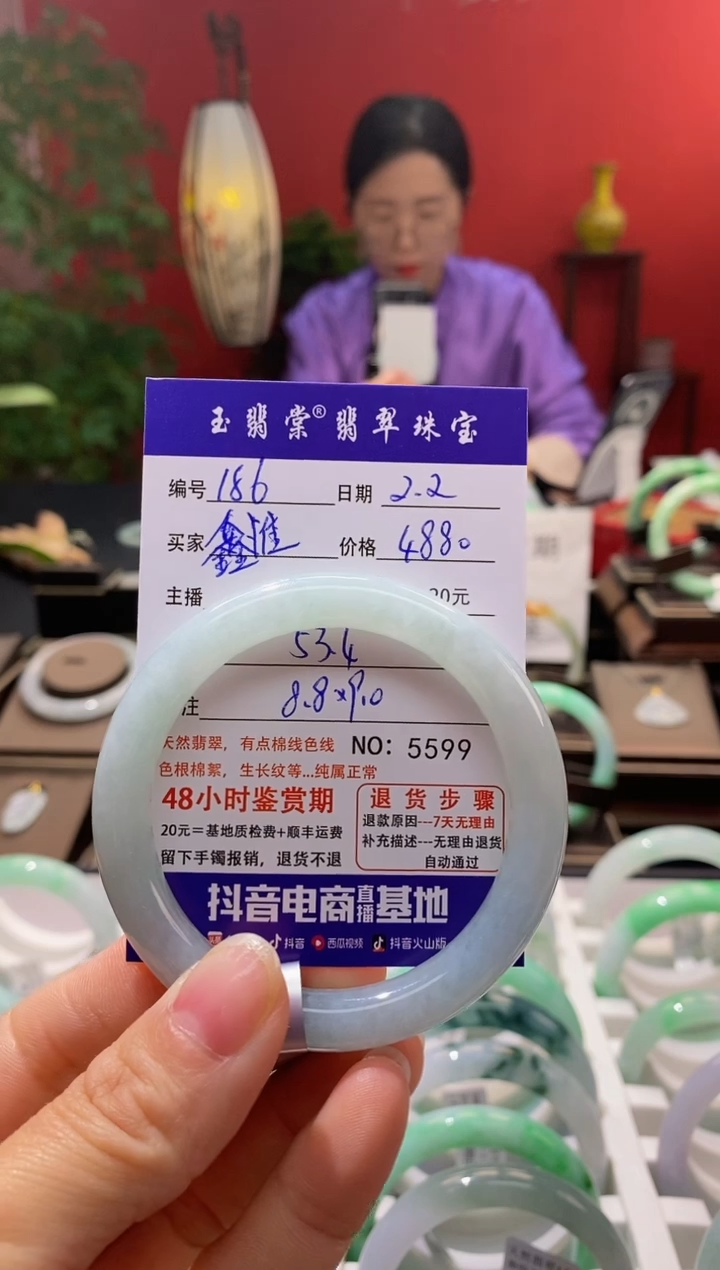 玉翡棠®翡翠珠宝
编号 186 日期 2.2
买家 鑫淮 价格 4880
主播 20元
53.4
注 8.8×9.0
天然翡翠，有点棉线色线 NO：5599
色根棉絮，生长纹等...纯属正常
48小时鉴赏期
20元＝基地质检费+顺丰运费
留下手镯报销，退货不退
退货步骤
退款原因---7天无理由
补充描述---无理由退货
自动通过
抖音电商直播基地
抖音 西瓜视频 抖音火山版
期